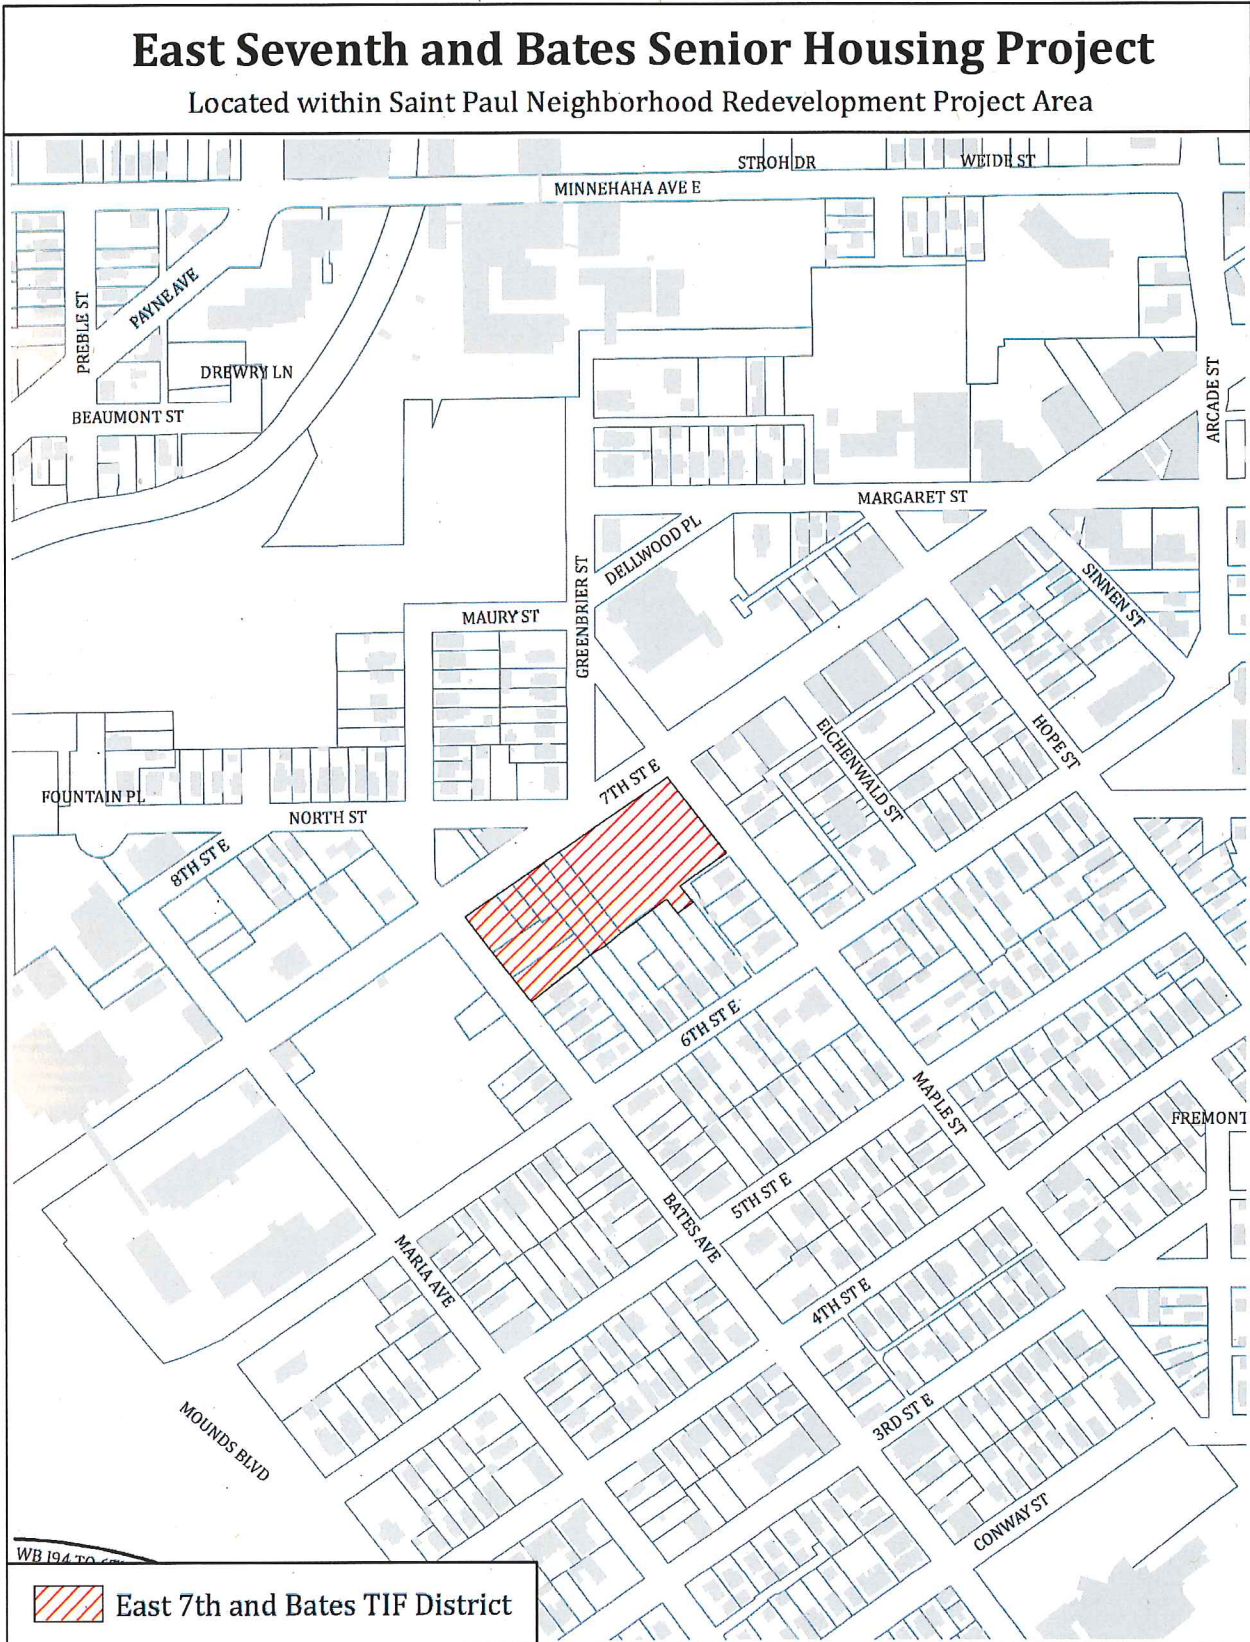 East Seventh and Bates Senior Housing Project
Located within Saint Paul Neighborhood Redevelopment Project Area
STROH DR
WEIDE ST
MINNEHAHA AVE E
PREBLE ST
PAYNE AVE
DREWRY LN
BEAUMONT ST
ARCADE ST
MARGARET ST
DELLWOOD PL
SINNEN ST
GREENBRIER ST
MAURY ST
EICHENWALD ST
HOPE ST
7TH ST E
FOUNTAIN PL
NORTH ST
8TH ST E
6TH ST E
MAPLE ST
FREMONT
5TH ST E
BATES AVE
MARIA AVE
4TH ST E
3RD ST E
MOUNDS BLVD
CONWAY ST
WB I94 TO
East 7th and Bates TIF District